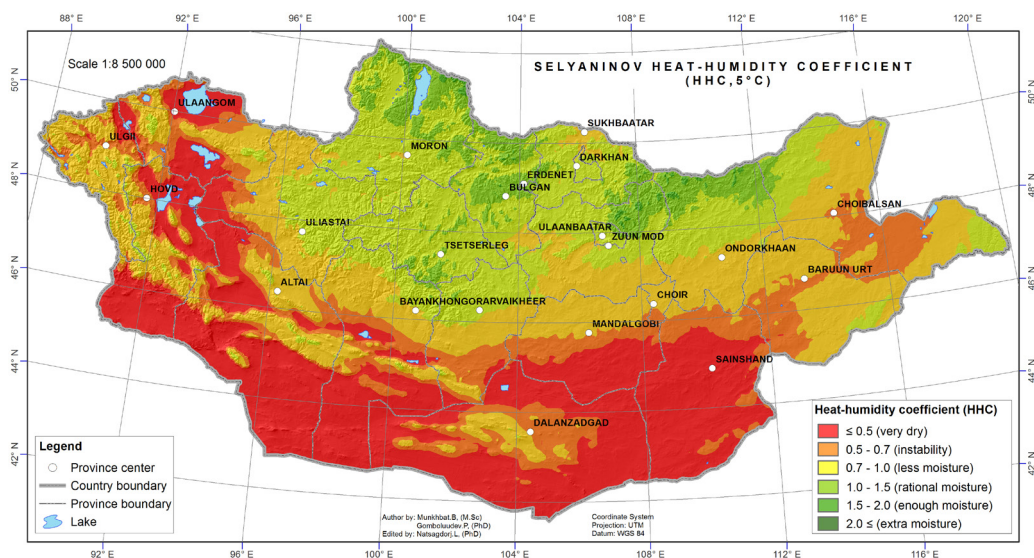 88° E
92° E
96° E
100° E
104° E
108° E
112° E
116° E
120° E
Scale 1:8 500 000
SELYANINOV HEAT-HUMIDITY COEFFICIENT
(HHC,5°C)
50° N
50° N
48° N
48° N
46° N
46° N
44° N
44° N
42° N
42° N
ULAANGOM
ULGII
HOVD
SUKHBAATAR
MORON
DARKHAN
ERDENET
BULGAN
CHOIBALSAN
ULIASTAI
ULAANBAATAR
ZUUN MOD
TSETSERLEG
ONDORKHAAN
BARUUN URT
ALTAI
BAYANKHONGOR
ARVAIKHEER
CHOIR
MANDALGOBI
SAINSHAND
DALANZADGAD
Legend
Province center
Country boundary
Province boundary
Lake
Author by: Munkhbat.B, (M.Sc)
Gomboluudev.P, (PhD)
Edited by: Natsagdorj.L, (PhD)
Coordinate System
Projection: UTM
Datum: WGS 84
Heat-humidity coefficient (HHC)
≤ 0.5 (very dry)
0.5 - 0.7 (instability)
0.7 - 1.0 (less moisture)
1.0 - 1.5 (rational moisture)
1.5 - 2.0 (enough moisture)
2.0 ≤ (extra moisture)
92° E
96° E
100° E
104° E
108° E
112° E
116° E